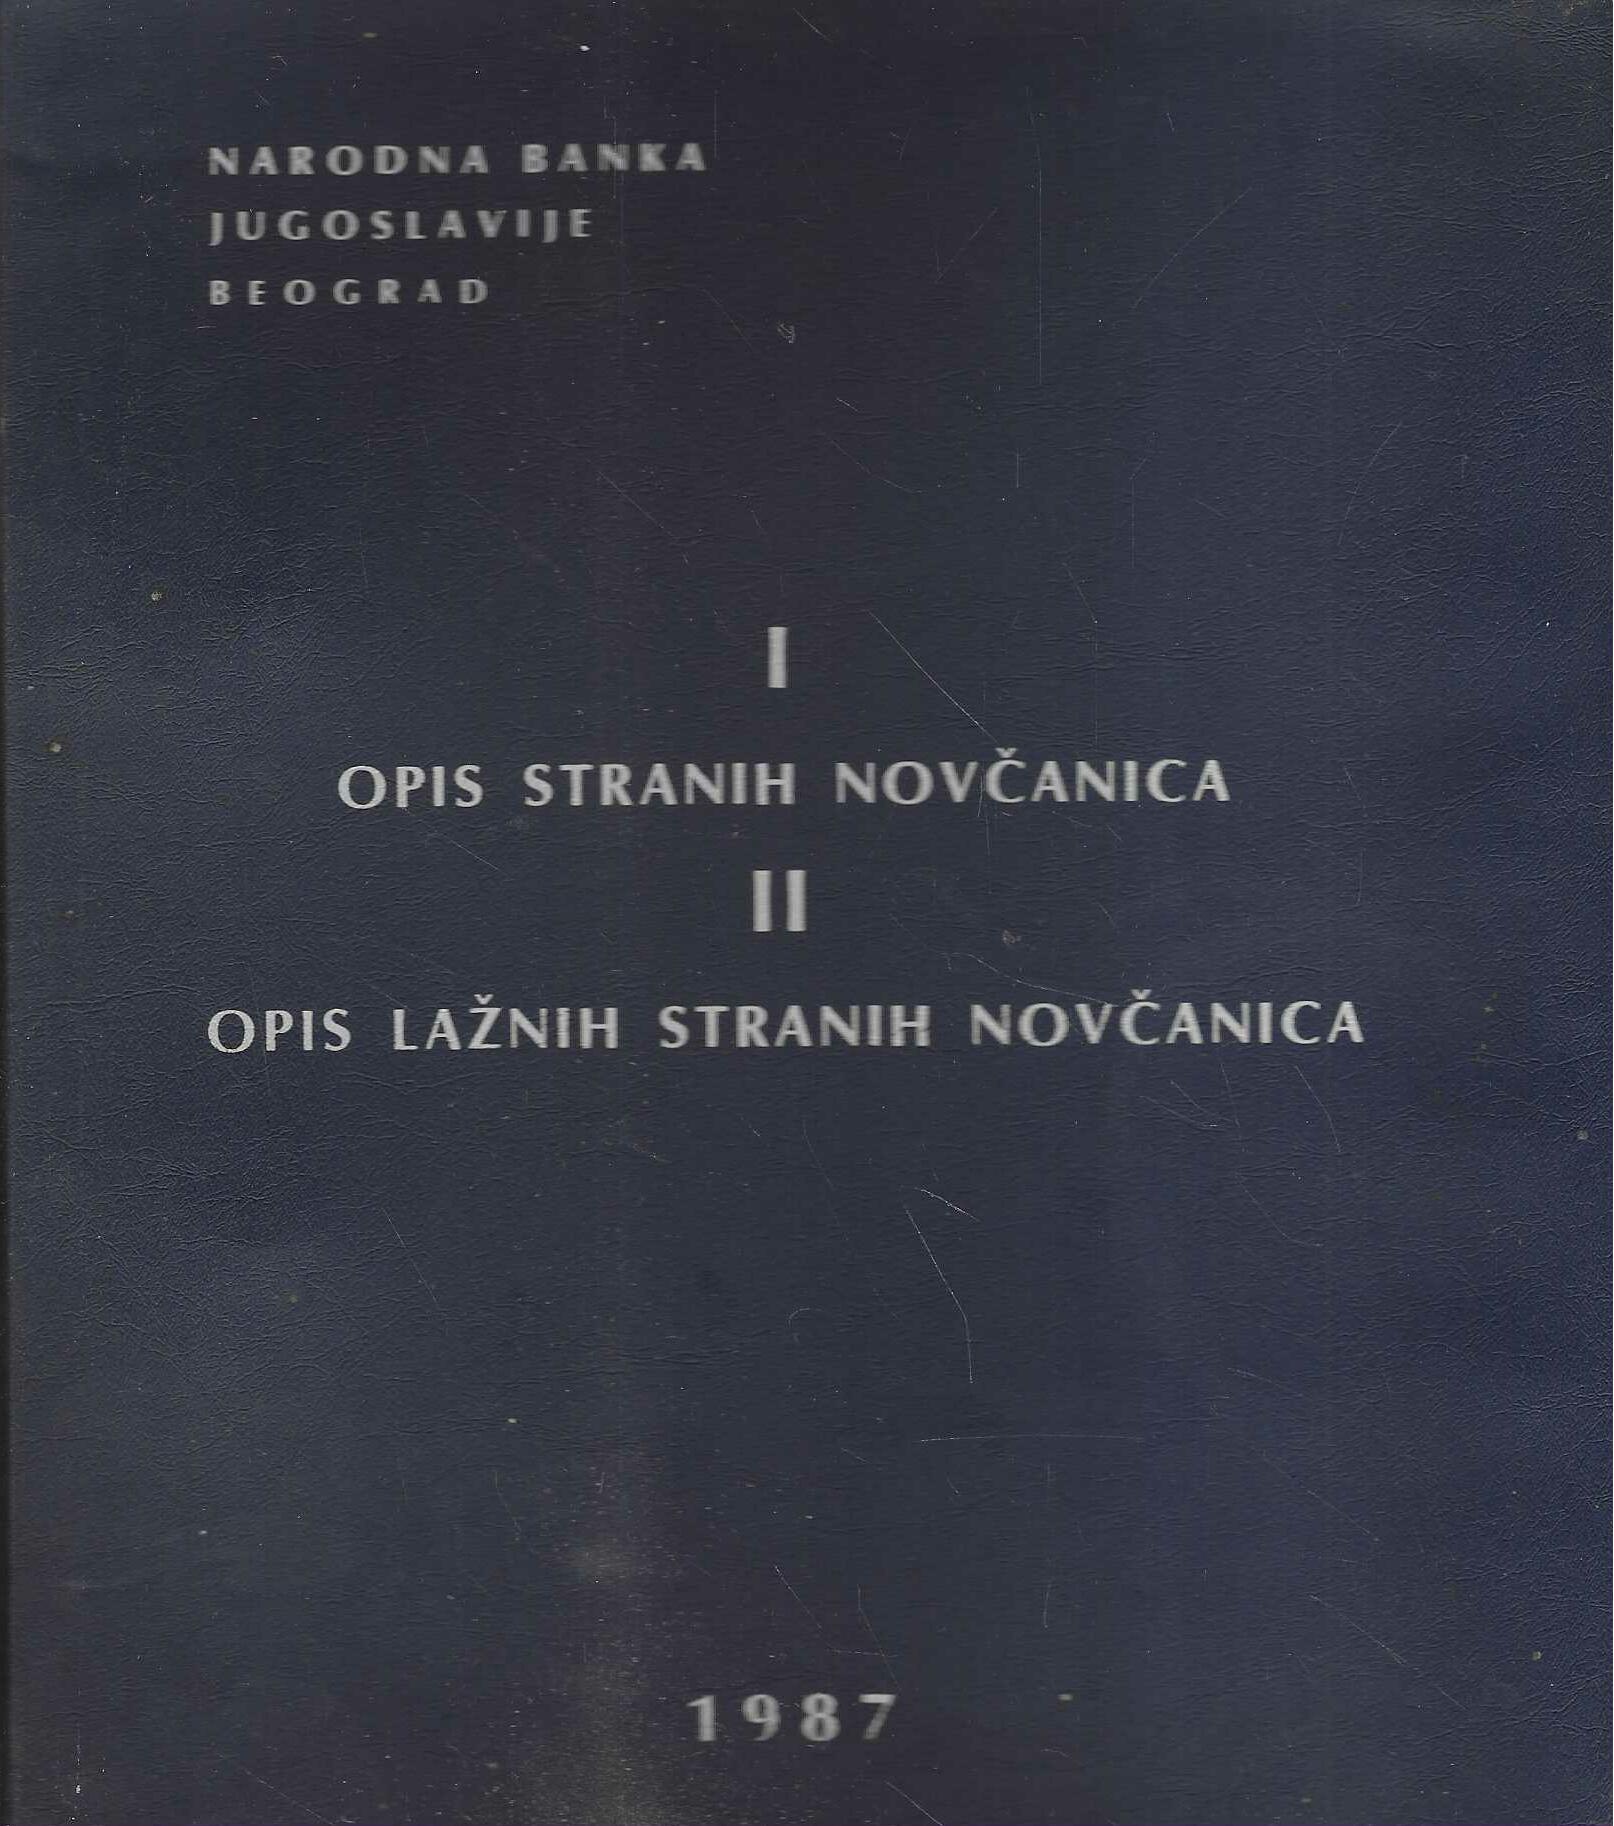 NARODNA BANKA
JUGOSLAVIJE
BEOGRAD
I
OPIS STRANIH NOVČANICA
II
OPIS LAŽNIH STRANIH NOVČANICA
1987